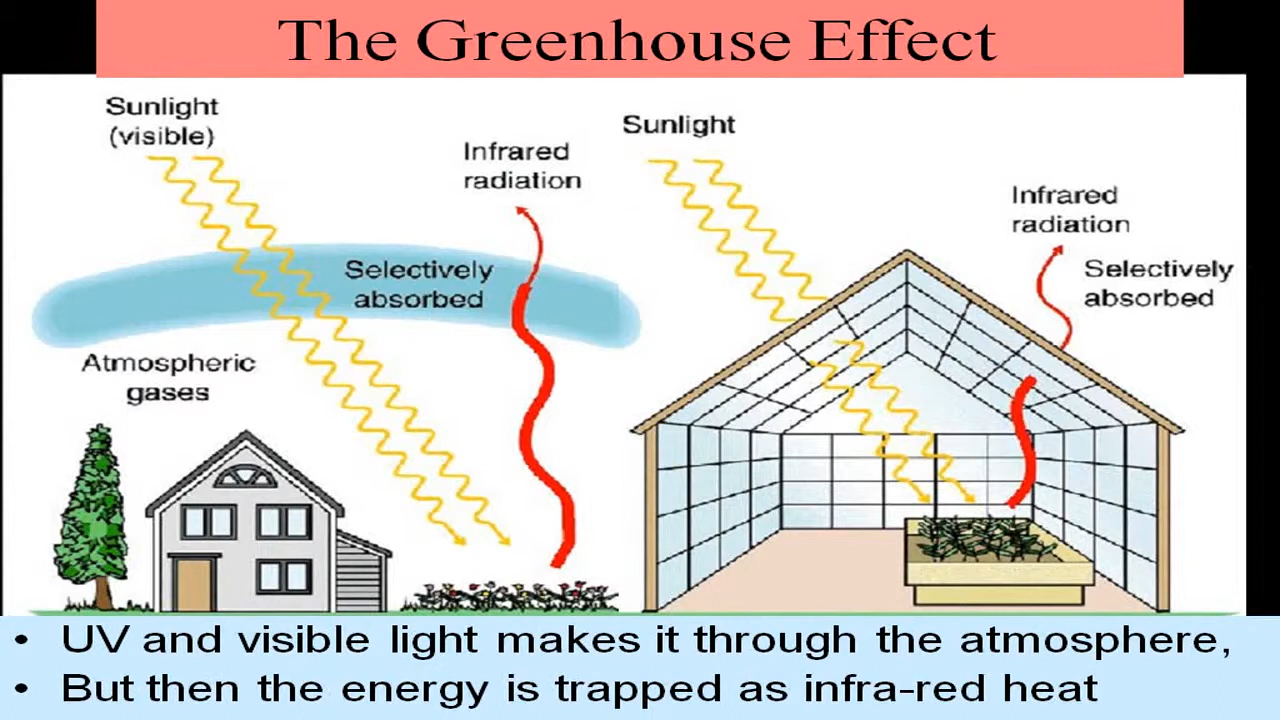 The Greenhouse Effect
Sunlight
(visible)
Infrared
radiation
Selectively
absorbed
Atmospheric
gases
Sunlight
Infrared
radiation
Selectively
absorbed
• UV and visible light makes it through the atmosphere,
• But then the energy is trapped as infra-red heat